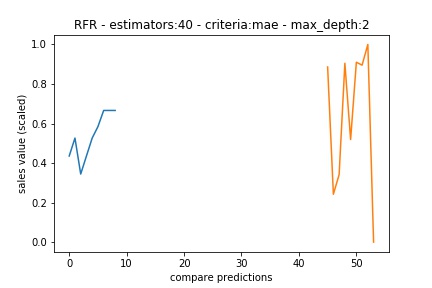 RFR - estimators:40 - criteria:mae - max_depth:2
1.0
0.8
0.6
0.4
0.2
0.0
sales value (scaled)
0 10 20 30 40 50
compare predictions